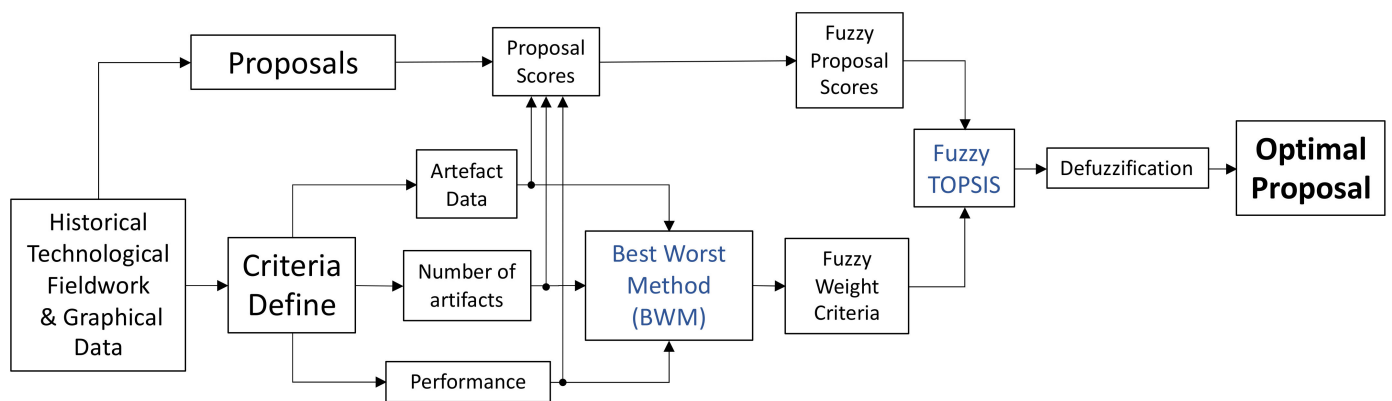 Proposals
Proposal
Scores
Fuzzy
Proposal
Scores
Historical
Technological
Fieldwork
& Graphical
Data
Criteria
Define
Artefact
Data
Number of
artifacts
Performance
Best Worst
Method
(BWM)
Fuzzy
Weight
Criteria
Fuzzy
TOPSIS
Defuzzification
Optimal
Proposal